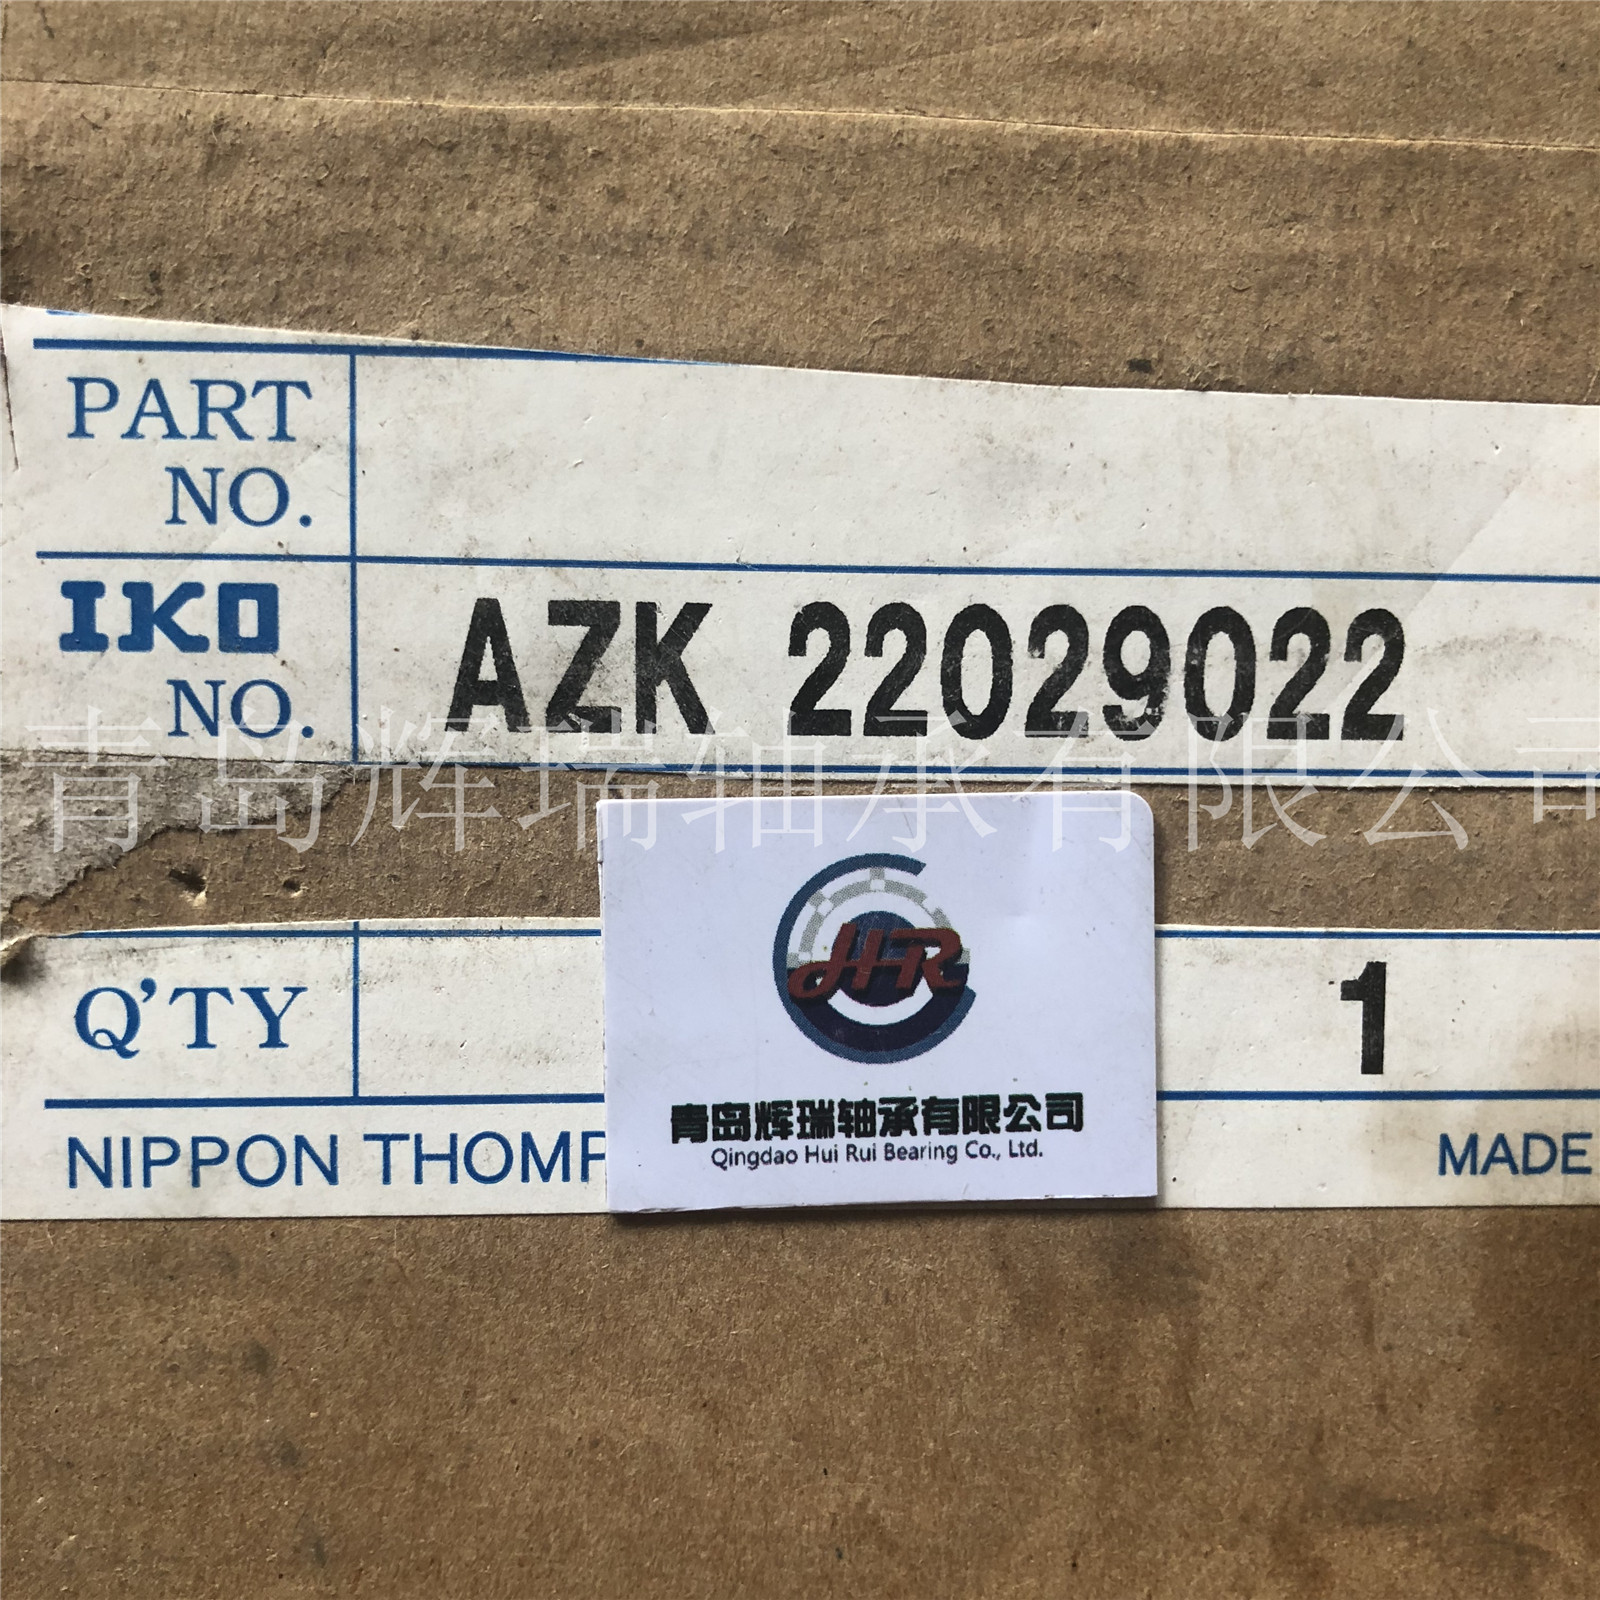 PART
NO.
IKO
NO.
AZK 22029022
青岛辉瑞轴承有限公司
Q'TY
1
HR
青岛辉瑞轴承有限公司
Qingdao Hui Rui Bearing Co., Ltd.
NIPPON THOMP
MADE